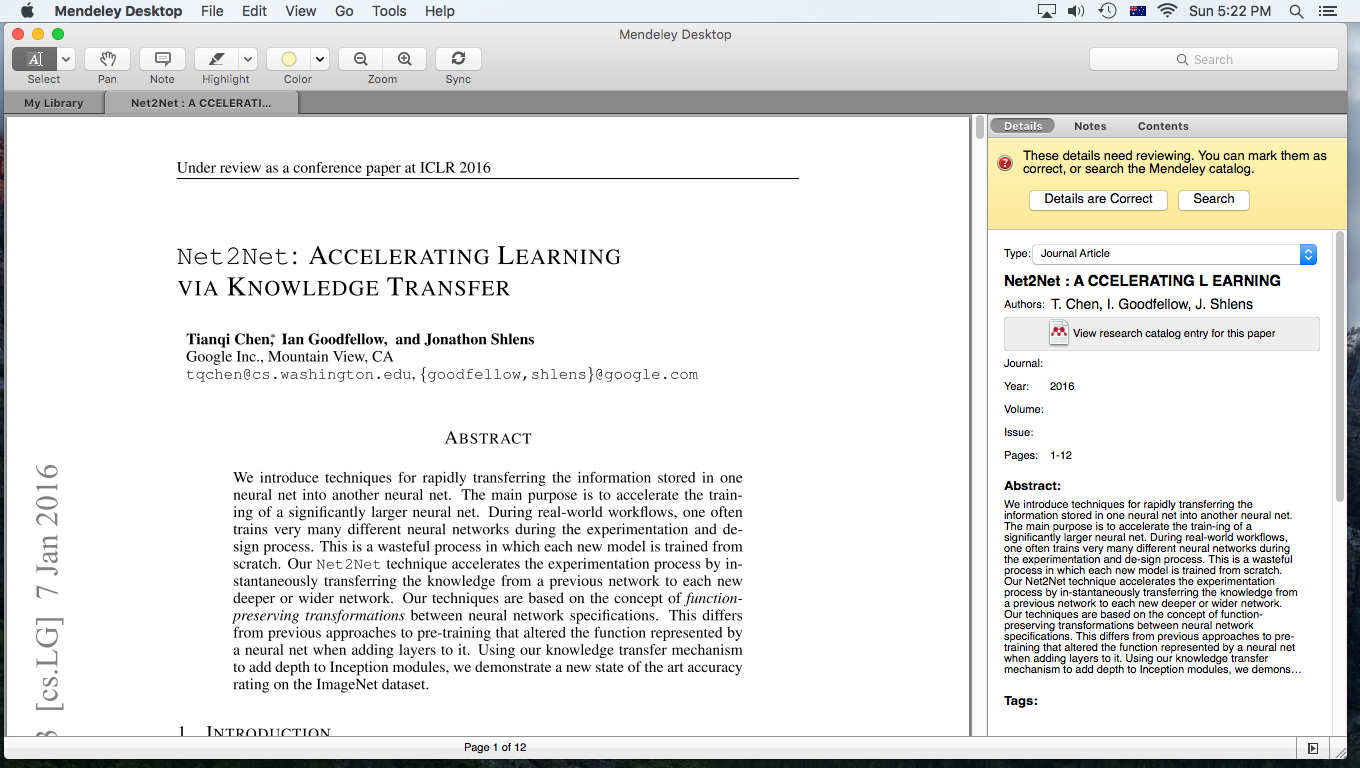 Mendeley Desktop File Edit View Go Tools Help Sun 5:22 PM
Mendeley Desktop
Select Pan Note Highlight Color Zoom Sync Search
My Library Net2Net : A CCELERATI...
Under review as a conference paper at ICLR 2016
Net2Net: ACCELERATING LEARNING
VIA KNOWLEDGE TRANSFER
Tianqi Chen,* Ian Goodfellow, and Jonathon Shlens
Google Inc., Mountain View, CA
tqchen@cs.washington.edu, {goodfellow,shlens}@google.com
ABSTRACT
We introduce techniques for rapidly transferring the information stored in one
neural net into another neural net. The main purpose is to accelerate the train-
ing of a significantly larger neural net. During real-world workflows, one often
trains very many different neural networks during the experimentation and de-
sign process. This is a wasteful process in which each new model is trained from
scratch. Our Net2Net technique accelerates the experimentation process by in-
stantaneously transferring the knowledge from a previous network to each new
deeper or wider network. Our techniques are based on the concept of function-
preserving transformations between neural network specifications. This differs
from previous approaches to pre-training that altered the function represented by
a neural net when adding layers to it. Using our knowledge transfer mechanism
to add depth to Inception modules, we demonstrate a new state of the art accuracy
rating on the ImageNet dataset.
1 INTRODUCTION
[cs.LG] 7 Jan 2016
Page 1 of 12
Details Notes Contents
These details need reviewing. You can mark them as
correct, or search the Mendeley catalog.
Details are Correct Search
Type: Journal Article
Net2Net : A CCELERATING L EARNING
Authors: T. Chen, I. Goodfellow, J. Shlens
View research catalog entry for this paper
Journal:
Year: 2016
Volume:
Issue:
Pages: 1-12
Abstract:
We introduce techniques for rapidly transferring the
information stored in one neural net into another neural net.
The main purpose is to accelerate the train-ing of a
significantly larger neural net. During real-world workflows,
one often trains very many different neural networks during
the experimentation and de-sign process. This is a wasteful
process in which each new model is trained from scratch.
Our Net2Net technique accelerates the experimentation
process by in-stantaneously transferring the knowledge from
a previous network to each new deeper or wider network.
Our techniques are based on the concept of function-
preserving transformations between neural network
specifications. This differs from previous approaches to pre-
training that altered the function represented by a neural net
when adding layers to it. Using our knowledge transfer
mechanism to add depth to Inception modules, we demons...
Tags: